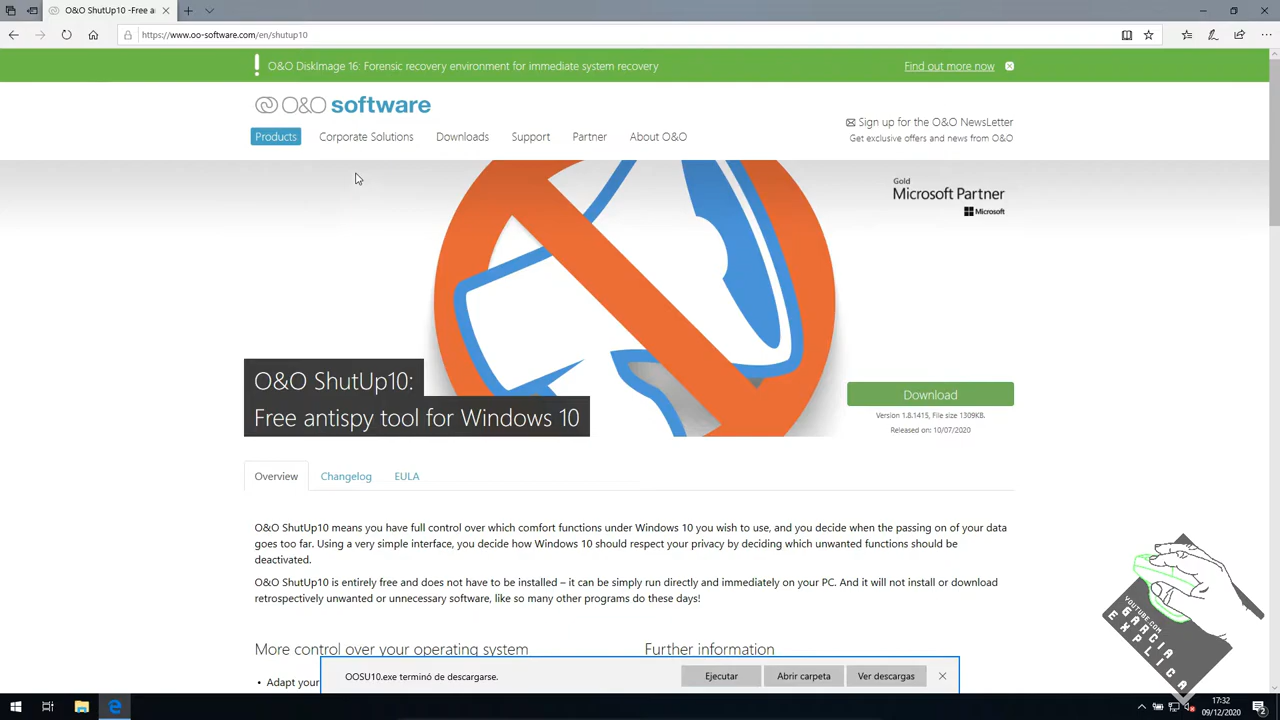 O&O ShutUp10 -Free a
https://www.oo-software.com/en/shutup10
O&O DiskImage 16: Forensic recovery environment for immediate system recovery
Find out more now
O&O software
Sign up for the O&O NewsLetter
Get exclusive offers and news from O&O
Products
Corporate Solutions
Downloads
Support
Partner
About O&O
Gold
Microsoft Partner
Microsoft
O&O ShutUp10:
Free antispy tool for Windows 10
Download
Version 1.8.1415, File size 1309KB.
Released on: 10/07/2020
Overview
Changelog
EULA
O&O ShutUp10 means you have full control over which comfort functions under Windows 10 you wish to use, and you decide when the passing on of your data
goes too far. Using a very simple interface, you decide how Windows 10 should respect your privacy by deciding which unwanted functions should be
deactivated.
O&O ShutUp10 is entirely free and does not have to be installed – it can be simply run directly and immediately on your PC. And it will not install or download
retrospectively unwanted or unnecessary software, like so many other programs do these days!
More control over your operating system
Further information
• Adapt your
OOSU10.exe terminó de descargarse.
Ejecutar
Abrir carpeta
Ver descargas
YOUTUBE.COM
GARCIA
EXPLICA
17:32
09/12/2020
2